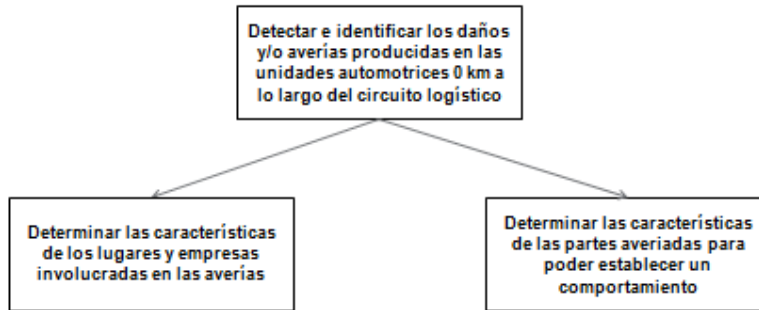 Detectar e identificar los daños
y/o averías producidas en las
unidades automotrices 0 km a
lo largo del circuito logístico
Determinar las características
de los lugares y empresas
involucradas en las averías
Determinar las características
de las partes averiadas para
poder establecer un
comportamiento